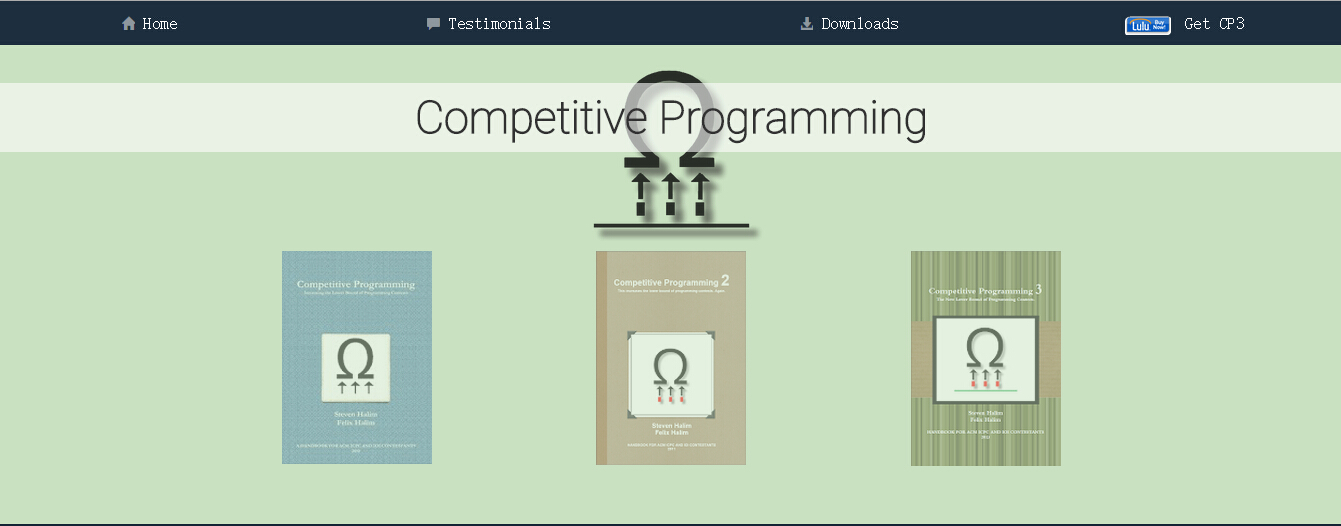 Home
Testimonials
Downloads
Lulu Buy Now!
Get CP3
Competitive Programming
Competitive Programming
Increasing the Lower Bound of Programming Contests
Steven Halim
Felix Halim
HANDBOOK FOR ACM ICPC AND IOI CONTESTANTS
Competitive Programming 2
This increases the lower bound of programming contests. Again.
Steven Halim
Felix Halim
HANDBOOK FOR ACM ICPC AND IOI CONTESTANTS
2011
Competitive Programming 3
The New Lower Bound of Programming Contests
Steven Halim
Felix Halim
HANDBOOK FOR ACM ICPC AND IOI CONTESTANTS
2013